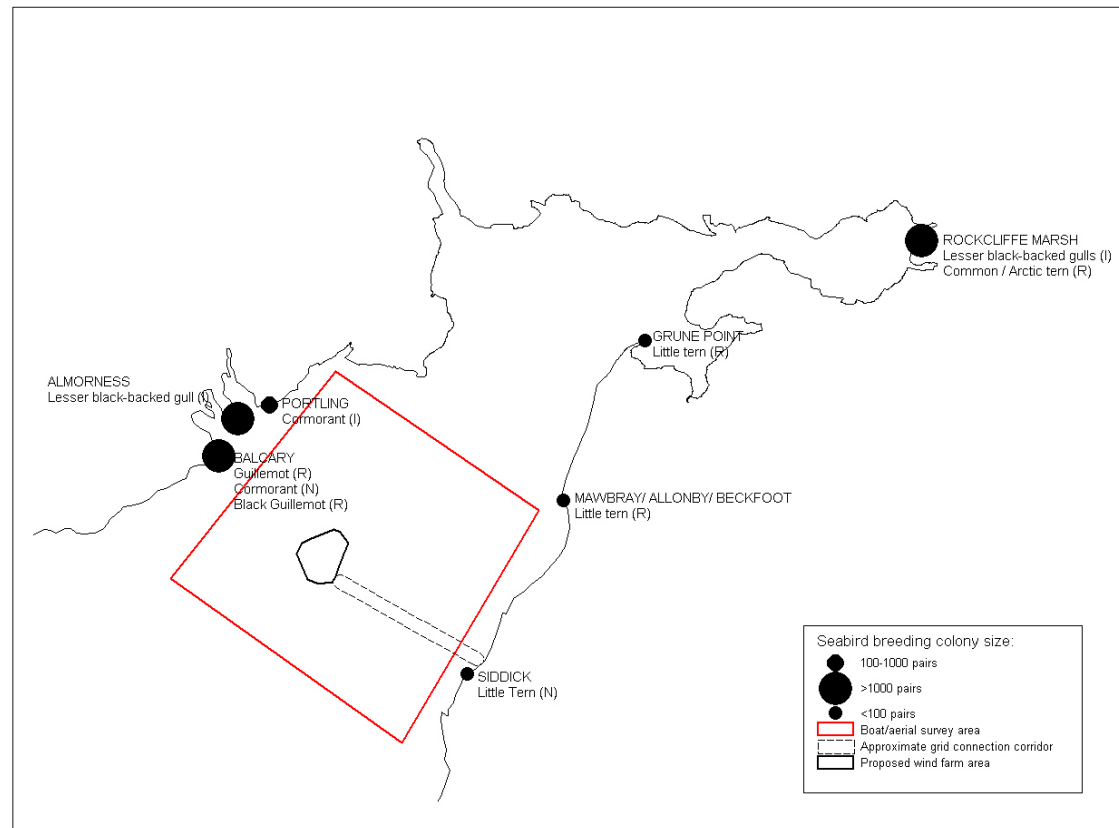 ROCKCLIFFE MARSH
Lesser black-backed gulls (I)
Common / Arctic tern (R)
GRUNE POINT
Little tern (R)
ALMORNESS
Lesser black-backed gull (I)
PORTLING
Cormorant (I)
BALCARY
Guillemot (R)
Cormorant (N)
Black Guillemot (R)
MAWBRAY/ ALLONBY/ BECKFOOT
Little tern (R)
SIDDICK
Little Tern (N)
Seabird breeding colony size:
100-1000 pairs
>1000 pairs
<100 pairs
Boat/aerial survey area
Approximate grid connection corridor
Proposed wind farm area